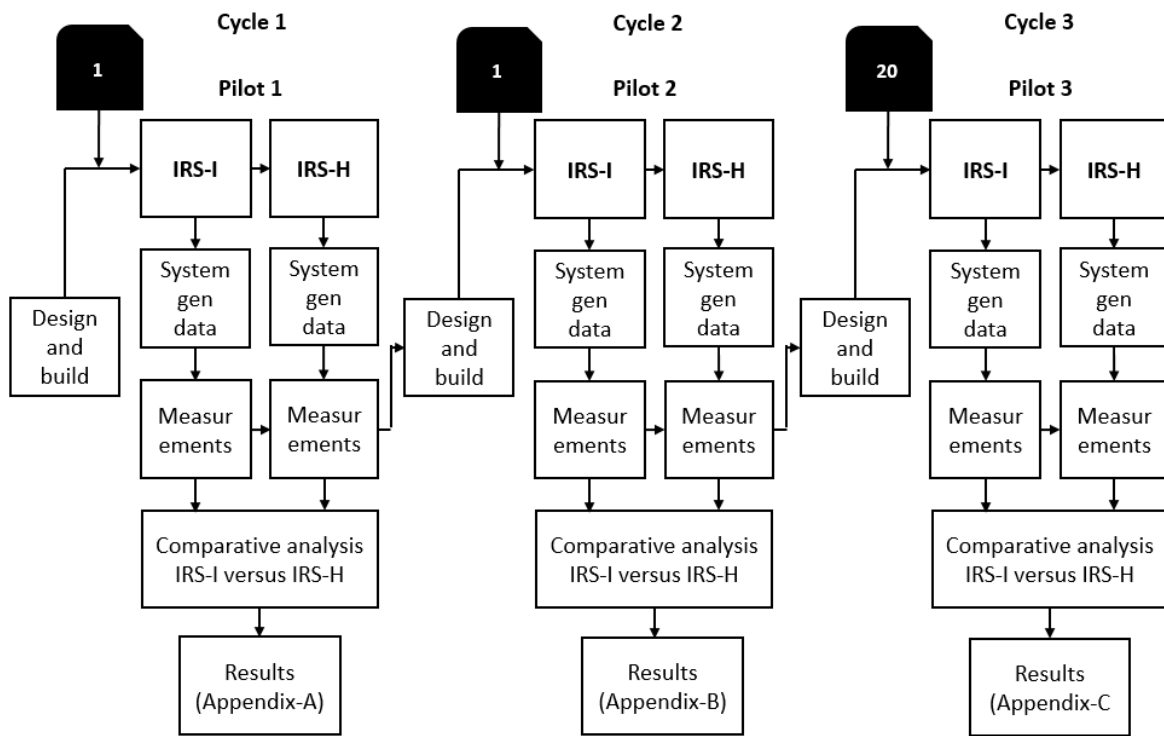 Cycle 1
1
Pilot 1
IRS-I
IRS-H
System
gen
data
System
gen
data
Design
and
build
Measur
ements
Measur
ements
Comparative analysis
IRS-I versus IRS-H
Results
(Appendix-A)
Cycle 2
1
Pilot 2
IRS-I
IRS-H
System
gen
data
System
gen
data
Design
and
build
Measur
ements
Measur
ements
Comparative analysis
IRS-I versus IRS-H
Results
(Appendix-B)
Cycle 3
20
Pilot 3
IRS-I
IRS-H
System
gen
data
System
gen
data
Design
and
build
Measur
ements
Measur
ements
Comparative analysis
IRS-I versus IRS-H
Results
(Appendix-C